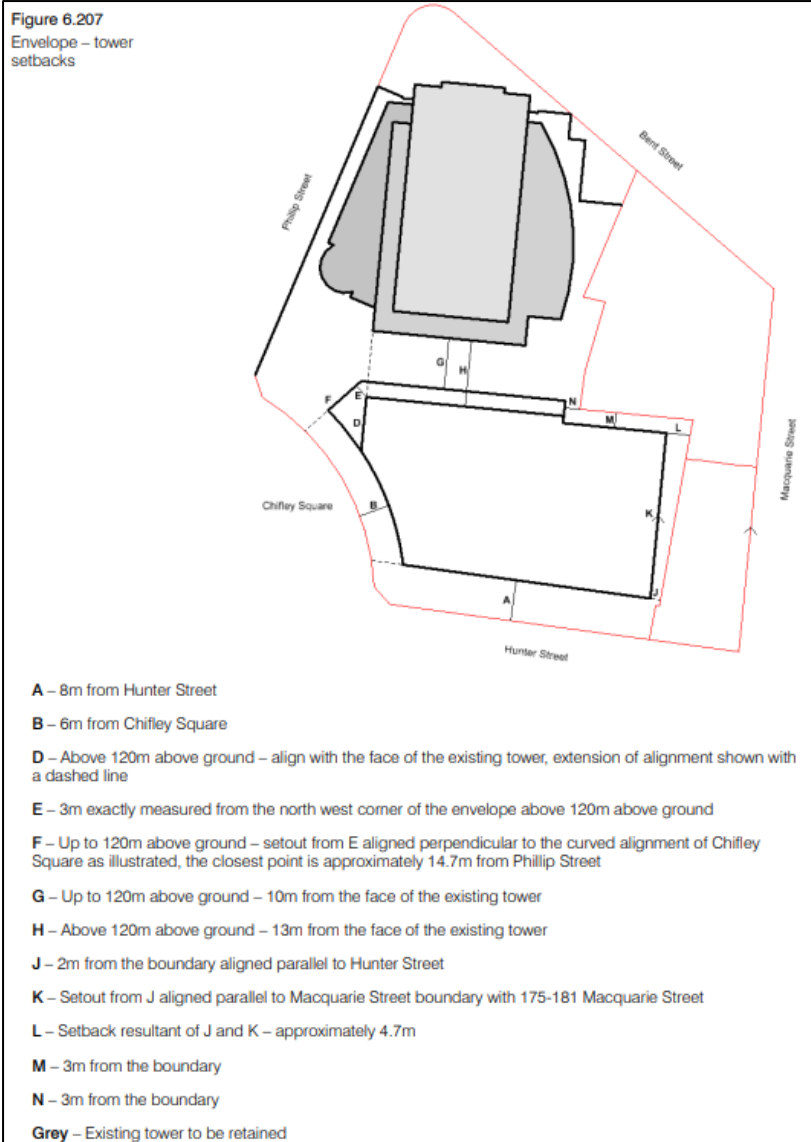 Figure 6.207
Envelope – tower
setbacks
Bent Street
Phillip Street
G
H
F
E
N
D
M
L
Macquarie Street
Chifley Square
B
K
J
A
Hunter Street
A – 8m from Hunter Street
B – 6m from Chifley Square
D – Above 120m above ground – align with the face of the existing tower, extension of alignment shown with
a dashed line
E – 3m exactly measured from the north west corner of the envelope above 120m above ground
F – Up to 120m above ground – setout from E aligned perpendicular to the curved alignment of Chifley
Square as illustrated, the closest point is approximately 14.7m from Phillip Street
G – Up to 120m above ground – 10m from the face of the existing tower
H – Above 120m above ground – 13m from the face of the existing tower
J – 2m from the boundary aligned parallel to Hunter Street
K – Setout from J aligned parallel to Macquarie Street boundary with 175-181 Macquarie Street
L – Setback resultant of J and K – approximately 4.7m
M – 3m from the boundary
N – 3m from the boundary
Grey – Existing tower to be retained